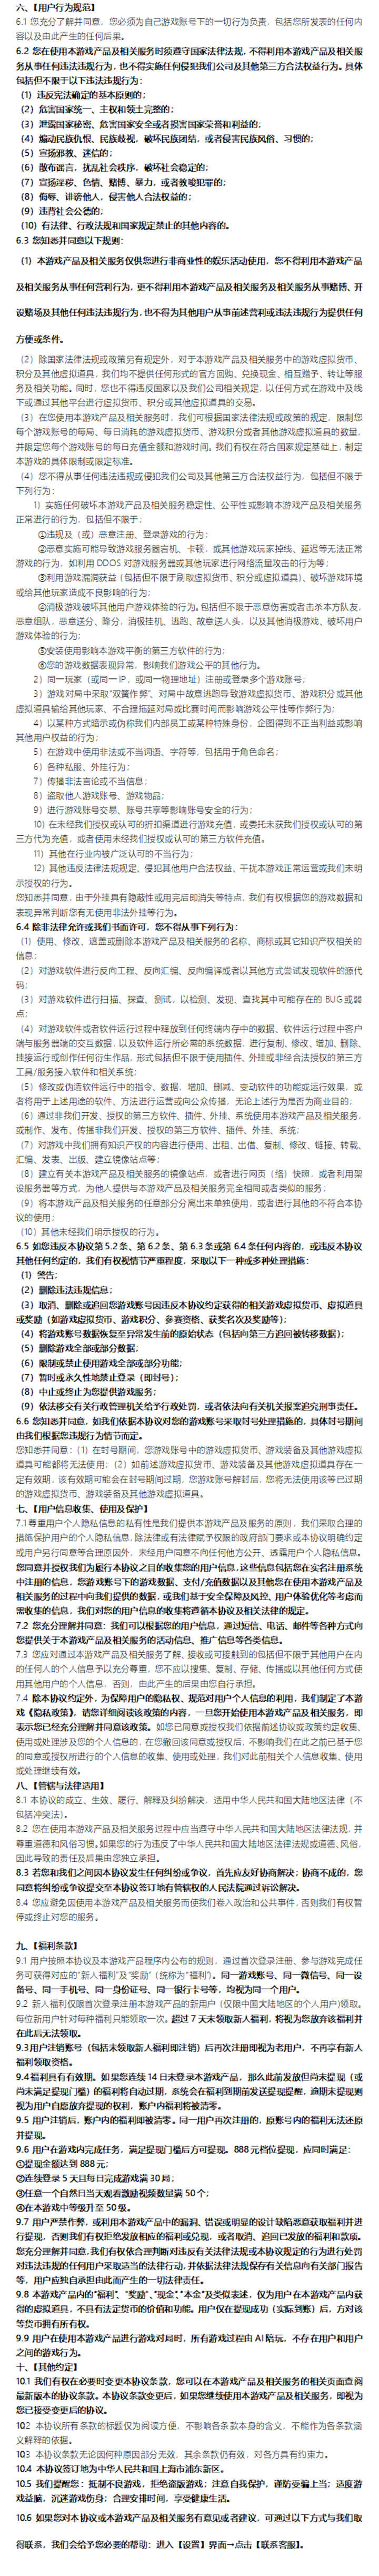 六、【用户行为规范】
6.1 您充分了解并同意，您必须为自己游戏账号下的一切行为负责，包括您所发表的任何内
容以及由此产生的任何后果。
6.2 您在使用本游戏产品及相关服务时须遵守国家法律法规，不得利用本游戏产品及相关服
务从事任何违法违规行为，也不得实施任何侵犯我们公司及其他第三方合法权益行为。具体
包括但不限于以下违法违规行为：
（1）违反宪法确定的基本原则的；
（2）危害国家统一、主权和领土完整的；
（3）泄露国家秘密、危害国家安全或者损害国家荣誉和利益的；
（4）煽动民族仇恨、民族歧视，破坏民族团结，或者侵害民族风俗、习惯的；
（5）宣扬邪教、迷信的；
（6）散布谣言，扰乱社会秩序，破坏社会稳定的；
（7）宣扬淫秽、色情、赌博、暴力，或者教唆犯罪的；
（8）侮辱、诽谤他人，侵害他人合法权益的；
（9）违背社会公德的；
（10）有法律、行政法规和国家规定禁止的其他内容的。
6.3 您知悉并同意以下规则：
（1）本游戏产品及相关服务仅供您进行非商业性的娱乐活动使用，您不得利用本游戏产品
及相关服务从事任何营利行为，更不得利用本游戏产品及相关服务及相关服务从事赌博、开
设赌场及其他任何违法违规行为，也不得为其他用户从事前述营利或违法违规行为提供任何
方便或条件。
（2）除国家法律法规或政策另有规定外，对于本游戏产品及相关服务中的游戏虚拟货币、
积分及其他虚拟道具，我们均不提供任何形式的官方回购、兑换现金、相互赠予、转让等服
务及相关功能。同时，您也不得违反国家以及我们公司相关规定，以任何方式在游戏中及线
下或通过其他平台进行虚拟货币、积分或其他虚拟道具的交易。
（3）在您使用本游戏产品及相关服务时，我们可根据国家法律法规或政策的规定，限制您
每个游戏账号的每局、每日消耗的游戏虚拟货币、游戏积分或者其他游戏虚拟道具的数量，
并限定您每个游戏账号的每日充值金额和游戏时间。我们有权在符合国家规定基础上，制定
本游戏的具体限制或限定标准。
（4）您不得从事任何违法违规或侵犯我们公司及其他第三方合法权益行为，包括但不限于
下列行为：
1）实施任何破坏本游戏产品及相关服务稳定性、公平性或影响本游戏产品及相关服务
正常进行的行为，包括但不限于：
①违规及（或）恶意注册、登录游戏的行为；
②恶意实施可能导致游戏服务器宕机、卡顿，或其他游戏玩家掉线、延迟等无法正常
游戏的行为，如利用 DDOS 对游戏服务器或其他玩家进行网络流量攻击的行为等；
③利用游戏漏洞获益（包括但不限于刷取虚拟货币、积分或虚拟道具）、破坏游戏环境
或给其他玩家造成不良影响的行为；
④消极游戏破坏其他用户游戏体验的行为。包括但不限于恶意伤害或者击杀本方队友，
恶意组队，恶意送分、降分，消极挂机、逃跑、故意送人头，以及其他消极游戏、破坏用户
游戏体验的行为；
⑤安装使用影响本游戏平衡的第三方软件的行为；
⑥您的游戏数据表现异常，影响我们游戏公平的其他行为。
2）同一玩家（或同一 IP，或同一物理地址）注册或登录多个游戏账号；
3）游戏对局中采取“双簧作弊”、对局中故意逃跑导致游戏虚拟货币、游戏积分或其他
虚拟道具输给其他玩家、不合理拖延对局或比赛时间而影响游戏公平性等作弊行为；
4）以某种方式暗示或伪称我们内部员工或某种特殊身份，企图得到不正当利益或影响
其他用户权益的行为；
5）在游戏中使用非法或不当词语、字符等，包括用于角色命名；
6）各种私服、外挂行为；
7）传播非法言论或不当信息；
8）盗取他人游戏账号、游戏物品；
9）进行游戏账号交易、账号共享等影响账号安全的行为；
10）在未经我们授权或认可的折扣渠道进行游戏充值，或委托未获我们授权或认可的第
三方代为充值，或者使用未经我们授权或认可的第三方软件充值。
11）其他在行业内被广泛认可的不当行为；
12）其他违反法律法规规定、侵犯其他用户合法权益、干扰本游戏正常运营或我们未明
示授权的行为。
您知悉并同意，由于外挂具有隐蔽性或用完后即消失等特点，我们有权根据您的游戏数据和
表现异常判断您有无使用非法外挂等行为。
6.4 除非法律允许或我们书面许可，您不得从事下列行为：
（1）使用、修改、遮盖或删除本游戏产品及相关服务的名称、商标或其它知识产权相关的
信息；
（2）对游戏软件进行反向工程、反向汇编、反向编译或者以其他方式尝试发现软件的源代
码；
（3）对游戏软件进行扫描、探查、测试，以检测、发现、查找其中可能存在的 BUG 或弱
点；
（4）对游戏软件或者软件运行过程中释放到任何终端内存中的数据、软件运行过程中客户
端与服务器端的交互数据，以及软件运行所必需的系统数据，进行复制、修改、增加、删除、
挂接运行或创作任何衍生作品，形式包括但不限于使用插件、外挂或非经合法授权的第三方
工具/服务接入软件和相关系统；
（5）修改或伪造软件运行中的指令、数据，增加、删减、变动软件的功能或运行效果，或
者将用于上述用途的软件、方法进行运营或向公众传播，无论上述行为是否为商业目的；
（6）通过非我们开发、授权的第三方软件、插件、外挂、系统使用本游戏产品及相关服务，
或制作、发布、传播非我们开发、授权的第三方软件、插件、外挂、系统；
（7）对游戏中我们拥有知识产权的内容进行使用、出租、出借、复制、修改、链接、转载、
汇编、发表、出版、建立镜像站点等；
（8）建立有关本游戏产品及相关服务的镜像站点，或者进行网页（络）快照，或者利用架
设服务器等方式，为他人提供与本游戏产品及相关服务完全相同或者类似的服务；
（9）将本游戏产品及相关服务的任意部分分离出来单独使用，或者进行其他的不符合本协
议的使用；
（10）其他未经我们明示授权的行为。
6.5 如您违反本协议第 5.2 条、第 6.2 条、第 6.3 条或第 6.4 条任何内容的，或违反本协议
其他任何约定的，我们有权视情节严重程度，采取以下一种或多种处理措施：
（1）警告；
（2）删除违法违规信息；
（3）取消、删除或追回您游戏账号因违反本协议约定获得的相关游戏虚拟货币、虚拟道具
或奖励（如游戏虚拟货币、游戏积分、参赛资格、获奖名次及奖励等）；
（4）将游戏账号数据恢复至异常发生前的原始状态（包括向第三方追回被转移数据）；
（5）删除游戏全部或部分数据；
（6）限制或禁止使用游戏全部或部分功能；
（7）暂时或永久性地禁止登录（即封号）；
（8）中止或终止为您提供游戏服务；
（9）依法移交有关行政管理机关给予行政处罚，或者依法向有关机关报案追究刑事责任。
6.6 您知悉并同意，如我们依据本协议对您的游戏账号采取封号处理措施的，具体封号期间
由我们根据您违规行为情节而定。
您知悉并同意：（1）在封号期间，您游戏账号中的游戏虚拟货币、游戏装备及其他游戏虚拟
道具可能都将无法使用；（2）如前述游戏虚拟货币、游戏装备及其他游戏虚拟道具存在一
定有效期，该有效期可能会在封号期间过期，您游戏账号解封后，您将无法使用该等已过期
的游戏虚拟货币、游戏装备及其他游戏虚拟道具。
七、【用户信息收集、使用及保护】
7.1 尊重用户个人隐私信息的私有性是我们提供本游戏产品及服务的原则，我们采取合理的
措施保护用户的个人隐私信息，除法律或有法律赋予权限的政府部门要求或本协议明确约定
或用户另行同意等合理原因外，未经用户同意不向任何他方公开、透露用户个人隐私信息。
您同意并授权我们为履行本协议之目的收集您的用户信息，这些信息包括您在实名注册系统
中注册的信息，您游戏账号下的游戏数据、支付/充值数据以及其他您在使用本游戏产品及
相关服务的过程中向我们提供的数据，或我们基于安全保障及风控、用户体验优化等考虑而
需收集的信息，我们对您的用户信息的收集将遵循本协议及相关法律的规定。
7.2 您充分理解并同意：我们可以根据您的用户信息，通过短信、电话、邮件等各种方式向
您提供关于本游戏产品及相关服务的活动信息、推广信息等各类信息。
7.3 您应对通过本游戏产品及相关服务了解、接收或可接触到的包括但不限于其他用户在内
的任何人的个人信息予以充分尊重，您不应以搜集、复制、存储、传播或以其他任何方式使
用其他用户的个人信息，否则，由此产生的后果由您自行承担。
7.4 除本协议约定外，为保障用户的隐私权、规范对用户个人信息的利用，我们制定了本游
戏《隐私政策》，请您详细阅读该政策的内容，一旦您开始使用本游戏产品及相关服务，即
表示您已经充分理解并同意该政策。如您已同意或授权我们依据前述协议或政策约定收集、
使用或处理涉及您的个人信息的，在您撤回该同意或授权后，不影响我们在此之前已基于您
的同意或授权所进行的个人信息的收集、使用或处理，我们对此前相关个人信息收集、使用
或处理继续有效。
八、【管辖与法律适用】
8.1 本协议的成立、生效、履行、解释及纠纷解决，适用中华人民共和国大陆地区法律（不
包括冲突法）。
8.2 您在使用本游戏产品及相关服务过程中应当遵守中华人民共和国大陆地区法律法规，并
尊重道德和风俗习惯。如果您的行为违反了中华人民共和国大陆地区法律法规或道德、风俗，
因此导致的责任及后果由您独立承担。
8.3 若您和我们之间因本协议发生任何纠纷或争议，首先应友好协商解决；协商不成的，您
同意将纠纷或争议提交至本协议签订地有管辖权的人民法院通过诉讼解决。
8.4 您应避免因使用本游戏产品及相关服务而使我们卷入政治和公共事件，否则我们有权暂
停或终止对您的服务。
九、【福利条款】
9.1 用户按照本协议及本游戏产品程序内公布的规则，通过首次登录注册、参与游戏完成任
务可获得对应的“新人福利”及“奖励”（统称为“福利”）。同一游戏账号、同一微信号、同一设
备号、同一手机号、同一身份证号、同一银行卡号等，均视为同一个用户。
9.2 新人福利仅限首次登录注册本游戏产品的新用户（仅限中国大陆地区的个人用户）领取。
每位新用户针对每种福利只能领取一次。超过 7 天未领取新人福利，将视为您放弃该福利并
在此后无法领取。
9.3 用户注销账号（包括未领取新人福利即注销）后再次注册即视为老用户，不再享有新人
福利领取资格。
9.4 福利具有有效期。如果您连续 14 日未登录本游戏产品，那么此前发放但尚未提现（或
尚未满足提现门槛）的福利将自动过期，系统会在福利到期前发送提现提醒，逾期未提现则
视为用户自愿放弃提现的权利，账户内福利将被清零。
9.5 用户注销后，账户内的福利即被清零。同一用户再次注册的，原账号内的福利无法还原
并提现。
9.6 用户在游戏内完成任务，满足提现门槛后方可提现。888 元档位提现，应同时满足：
①提现金额达到 888 元；
②连续登录 5 天且每日完成游戏满 30 局；
③任意一个自然日当天观看激励视频数量满 50 个；
④在本游戏中等级升至 50 级。
9.7 用户严禁作弊，或利用本游戏产品中的漏洞、错误或明显的设计缺陷恶意获取福利并进
行提现，否则我们有权拒绝发放相应的福利或兑现，或者取消、追回已发放的福利和款项。
您充分理解并同意，我们有权依合理判断对违反有关法律法规或本协议规定的行为进行处罚
对违法违规的任何用户采取适当的法律行动，并依据法律法规保存有关信息向有关部门报告
等，用户应独自承担由此而产生的一切法律责任。
9.8 本游戏产品内的“福利”、“奖励”、“现金”、“本金”及类似表述，仅为用户在本游戏产品内获
得的虚拟道具，不具有法定货币的价值和功能。用户仅在提现成功（实际到账）后，方对该
等货币拥有所有权。
9.9 用户在使用本游戏产品进行游戏对局时，所有游戏过程由 AI 陪玩，不存在用户和用户
之间的游戏行为。
十、【其他约定】
10.1 我们有权在必要时变更本协议条款，您可以在本游戏产品及相关服务的相关页面查阅
最新版本的协议条款。本协议条款变更后，如果您继续使用本游戏产品及相关服务，即视为
您已接受变更后的协议。
10.2 本协议所有条款的标题仅为阅读方便，不影响各条款本身的含义，不能作为各条款涵
义解释的依据。
10.3 本协议条款无论因何种原因部分无效，其余条款仍有效，对各方具有约束力。
10.4 本协议签订地为中华人民共和国上海市浦东新区。
10.5 我们提醒您：抵制不良游戏，拒绝盗版游戏；注意自我保护，谨防受骗上当；适度游
戏益脑，沉迷游戏伤身；合理安排时间，享受健康生活。
10.6 如果您对本协议或本游戏产品及相关服务有意见或者建议，可通过以下方式与我们取
得联系，我们会给予您必要的帮助：进入【设置】界面→点击【联系客服】。